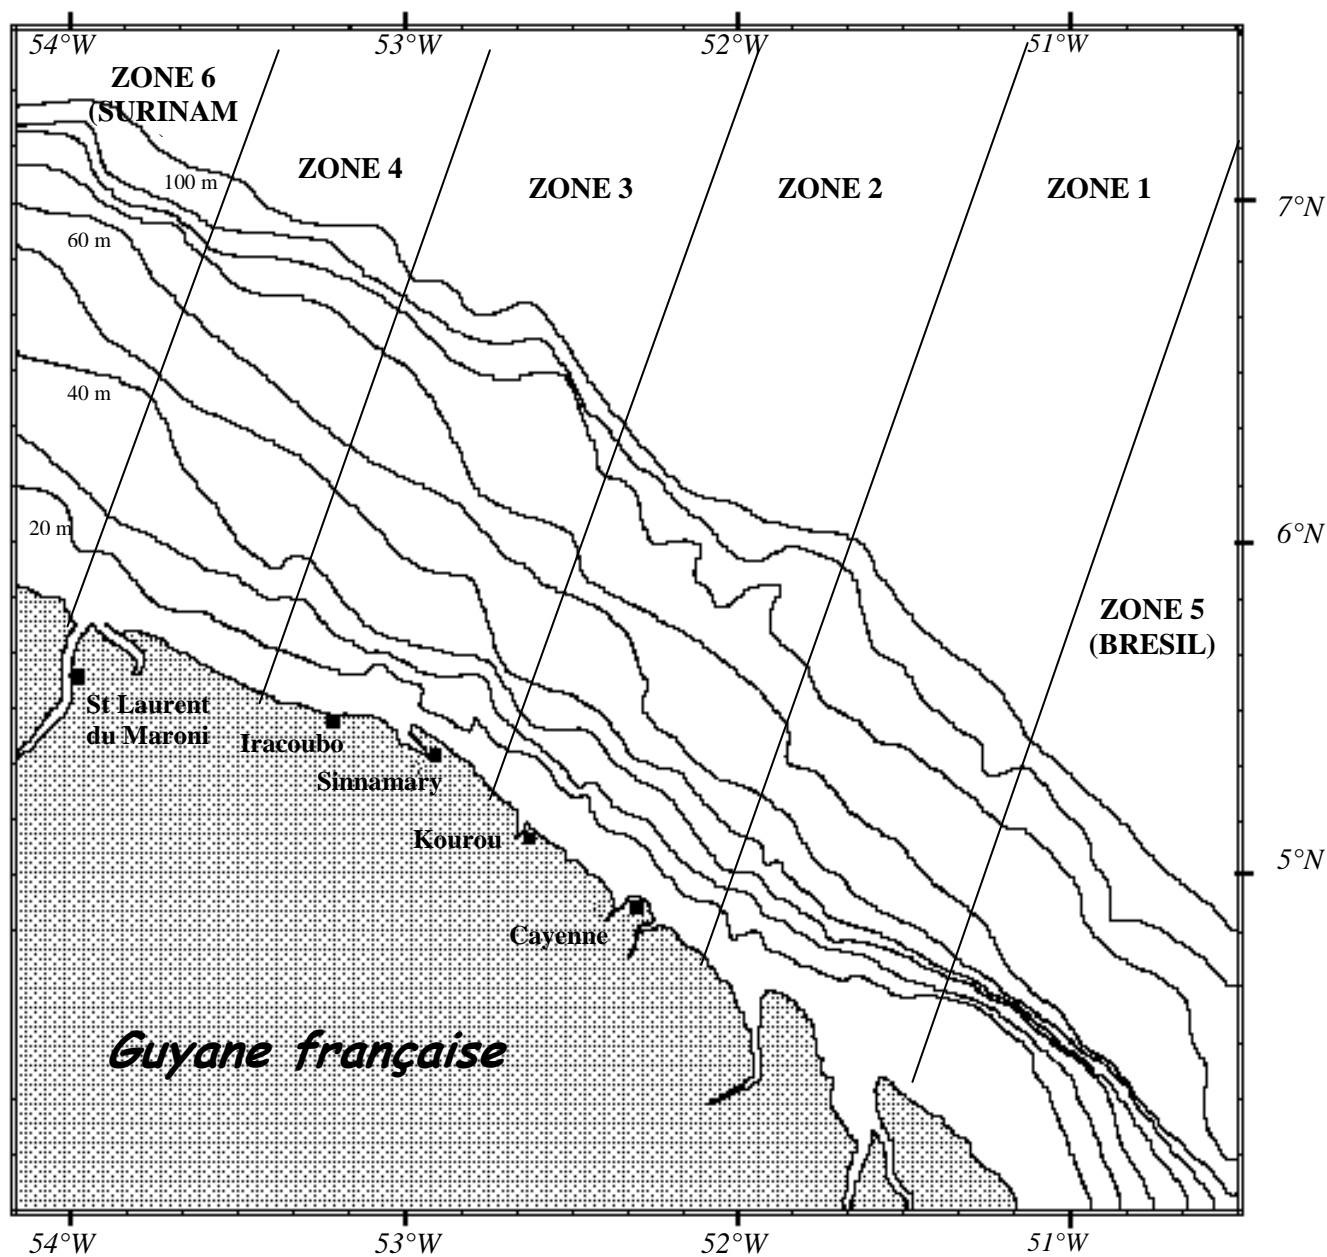 54°W 53°W 52°W 51°W
ZONE 6
(SURINAM
ZONE 4
ZONE 3
ZONE 2
ZONE 1
100 m
7°N
60 m
40 m
20 m
6°N
ZONE 5
(BRESIL)
St Laurent
du Maroni
Iracoubo
Sinnamary
Kourou
5°N
Cayenne
Guyane française
54°W 53°W 52°W 51°W